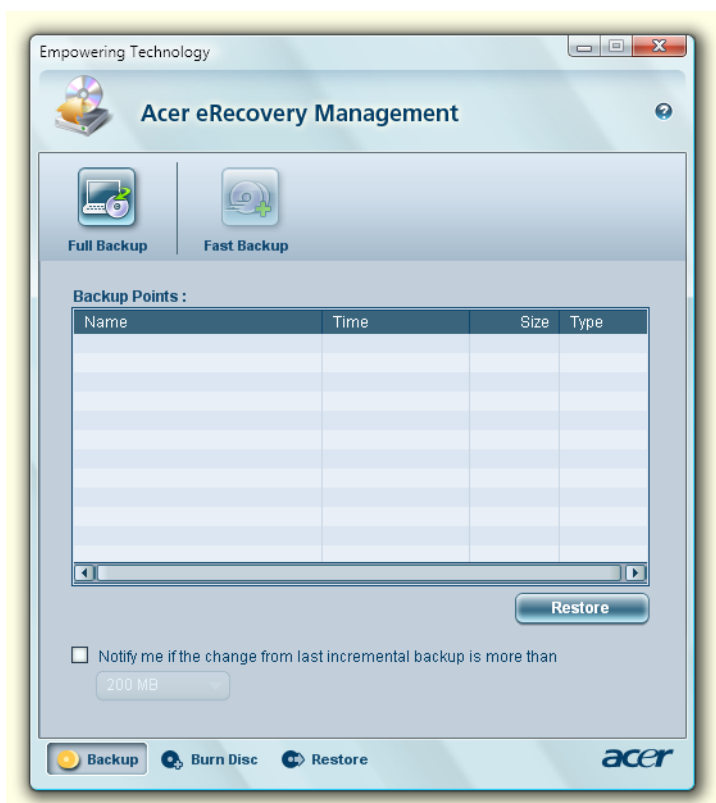 Empowering Technology
Acer eRecovery Management
Full Backup Fast Backup
Backup Points :
Name Time Size Type
Restore
Notify me if the change from last incremental backup is more than
200 MB
Backup Burn Disc Restore acer